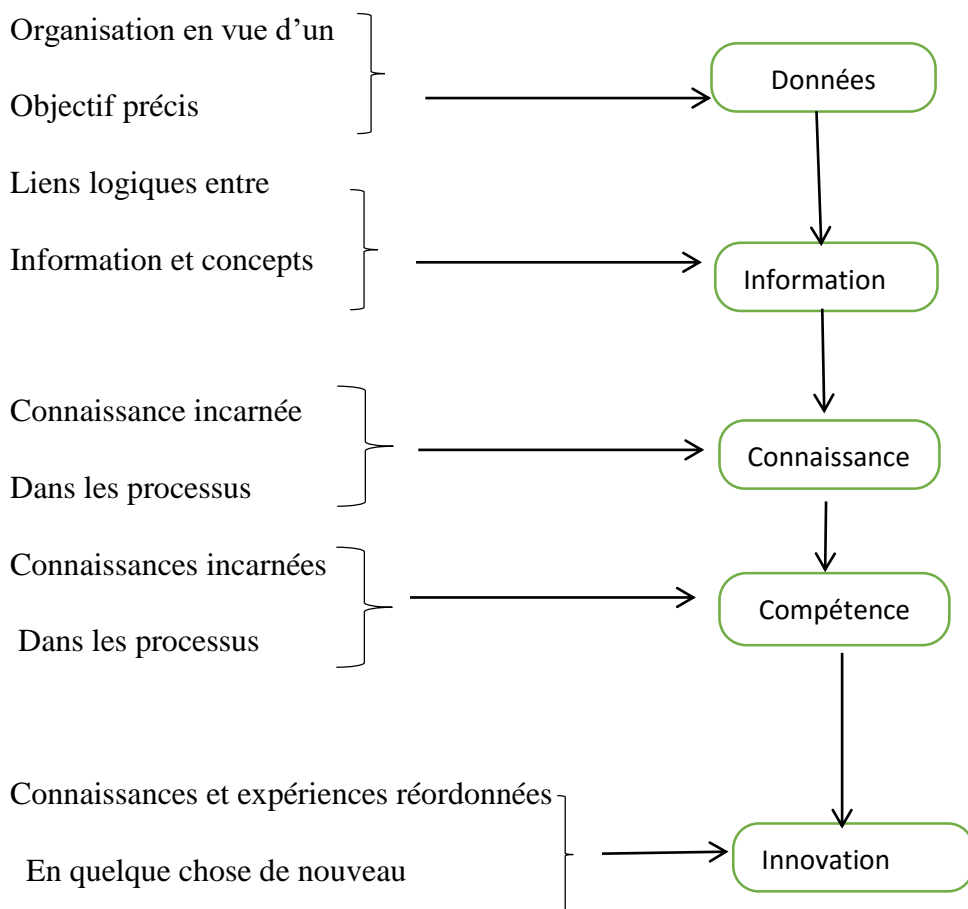 Organisation en vue d’un
Objectif précis
Données
Liens logiques entre
Information et concepts
Information
Connaissance incarnée
Dans les processus
Connaissance
Connaissances incarnées
Dans les processus
Compétence
Connaissances et expériences réordonnées
En quelque chose de nouveau
Innovation